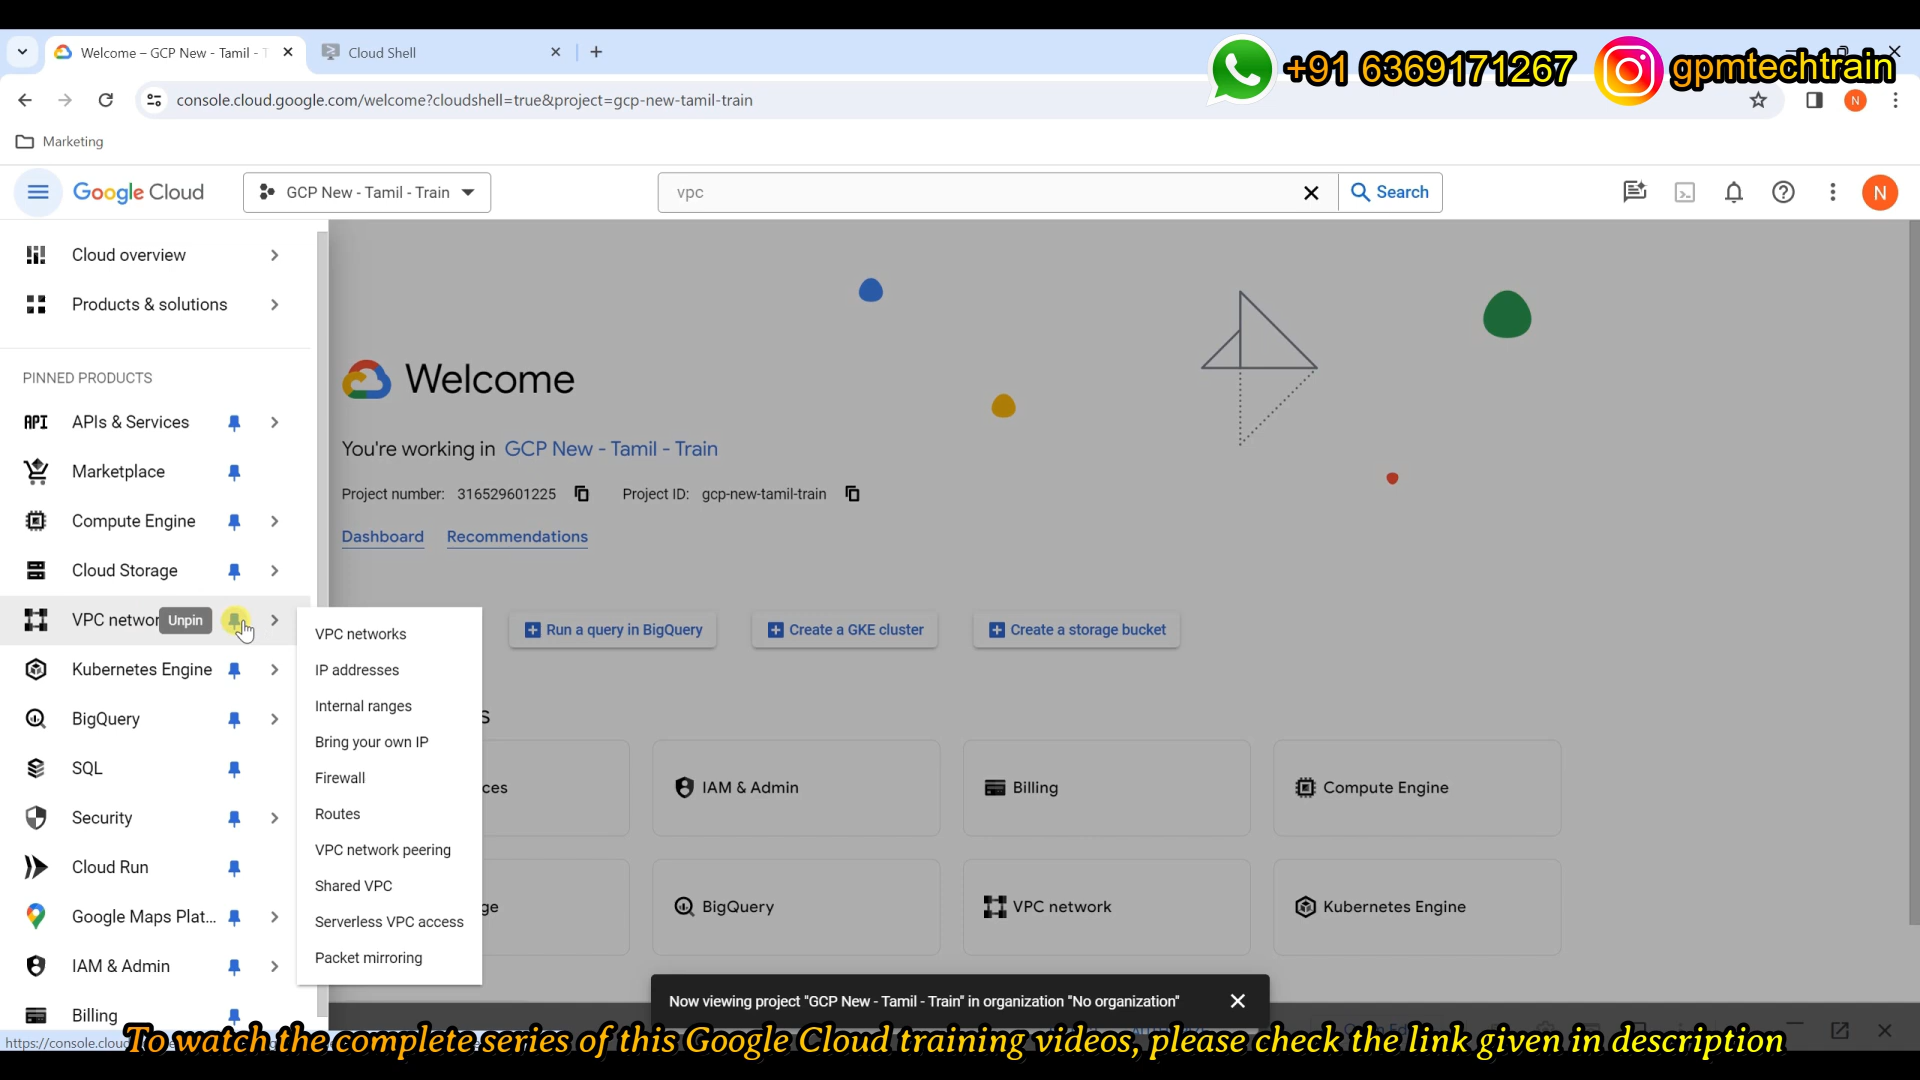 Welcome – GCP New - Tamil - T
Cloud Shell
+91 6369171267
gpmtechtrain
console.cloud.google.com/welcome?cloudshell=true&project=gcp-new-tamil-train
N
Marketing
Google Cloud
GCP New - Tamil - Train
vpc
Search
N
Cloud overview
Products & solutions
PINNED PRODUCTS
API APIs & Services
Marketplace
Compute Engine
Cloud Storage
VPC networ
Unpin
Kubernetes Engine
BigQuery
SQL
Security
Cloud Run
Google Maps Plat...
IAM & Admin
Billing
VPC networks
IP addresses
Internal ranges
Bring your own IP
Firewall
Routes
VPC network peering
Shared VPC
Serverless VPC access
Packet mirroring
Welcome
You're working in GCP New - Tamil - Train
Project number: 316529601225
Project ID: gcp-new-tamil-train
Dashboard
Recommendations
Run a query in BigQuery
Create a GKE cluster
Create a storage bucket
s
ces
IAM & Admin
Billing
Compute Engine
ge
BigQuery
VPC network
Kubernetes Engine
Now viewing project "GCP New - Tamil - Train" in organization "No organization"
https://console.cloud
To watch the complete series of this Google Cloud training videos, please check the link given in description